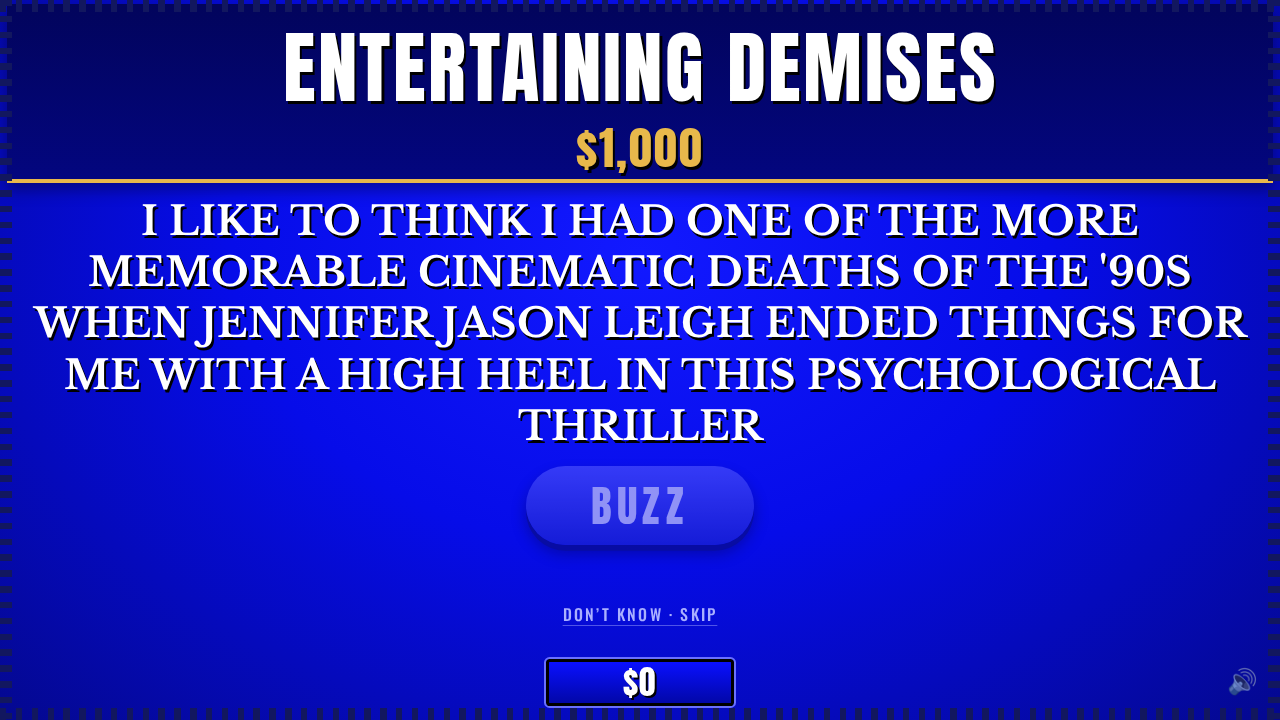 ENTERTAINING DEMISES
$1,000
I LIKE TO THINK I HAD ONE OF THE MORE
MEMORABLE CINEMATIC DEATHS OF THE '90S
WHEN JENNIFER JASON LEIGH ENDED THINGS FOR
ME WITH A HIGH HEEL IN THIS PSYCHOLOGICAL
THRILLER
BUZZ
DON'T KNOW · SKIP
$0